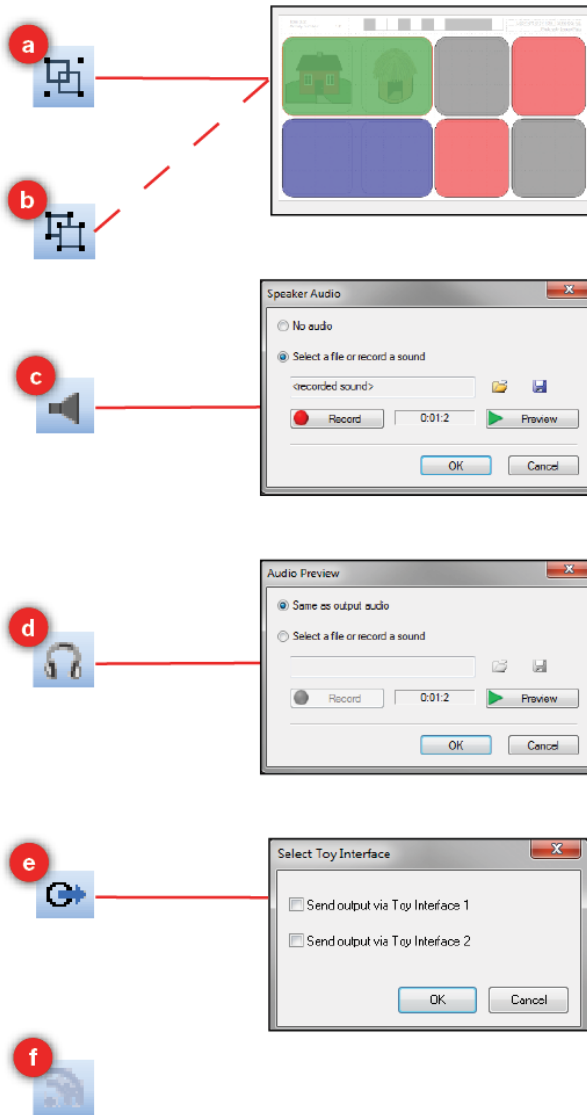 a
b
c
Speaker Audio
No audio
Select a file or record a sound
<recorded sound>
Record
0:01:2
Preview
OK
Cancel
d
Audio Preview
Same as output audio
Select a file or record a sound
Record
0:01:2
Preview
OK
Cancel
e
Select Toy Interface
Send output via Toy Interface 1
Send output via Toy Interface 2
OK
Cancel
f